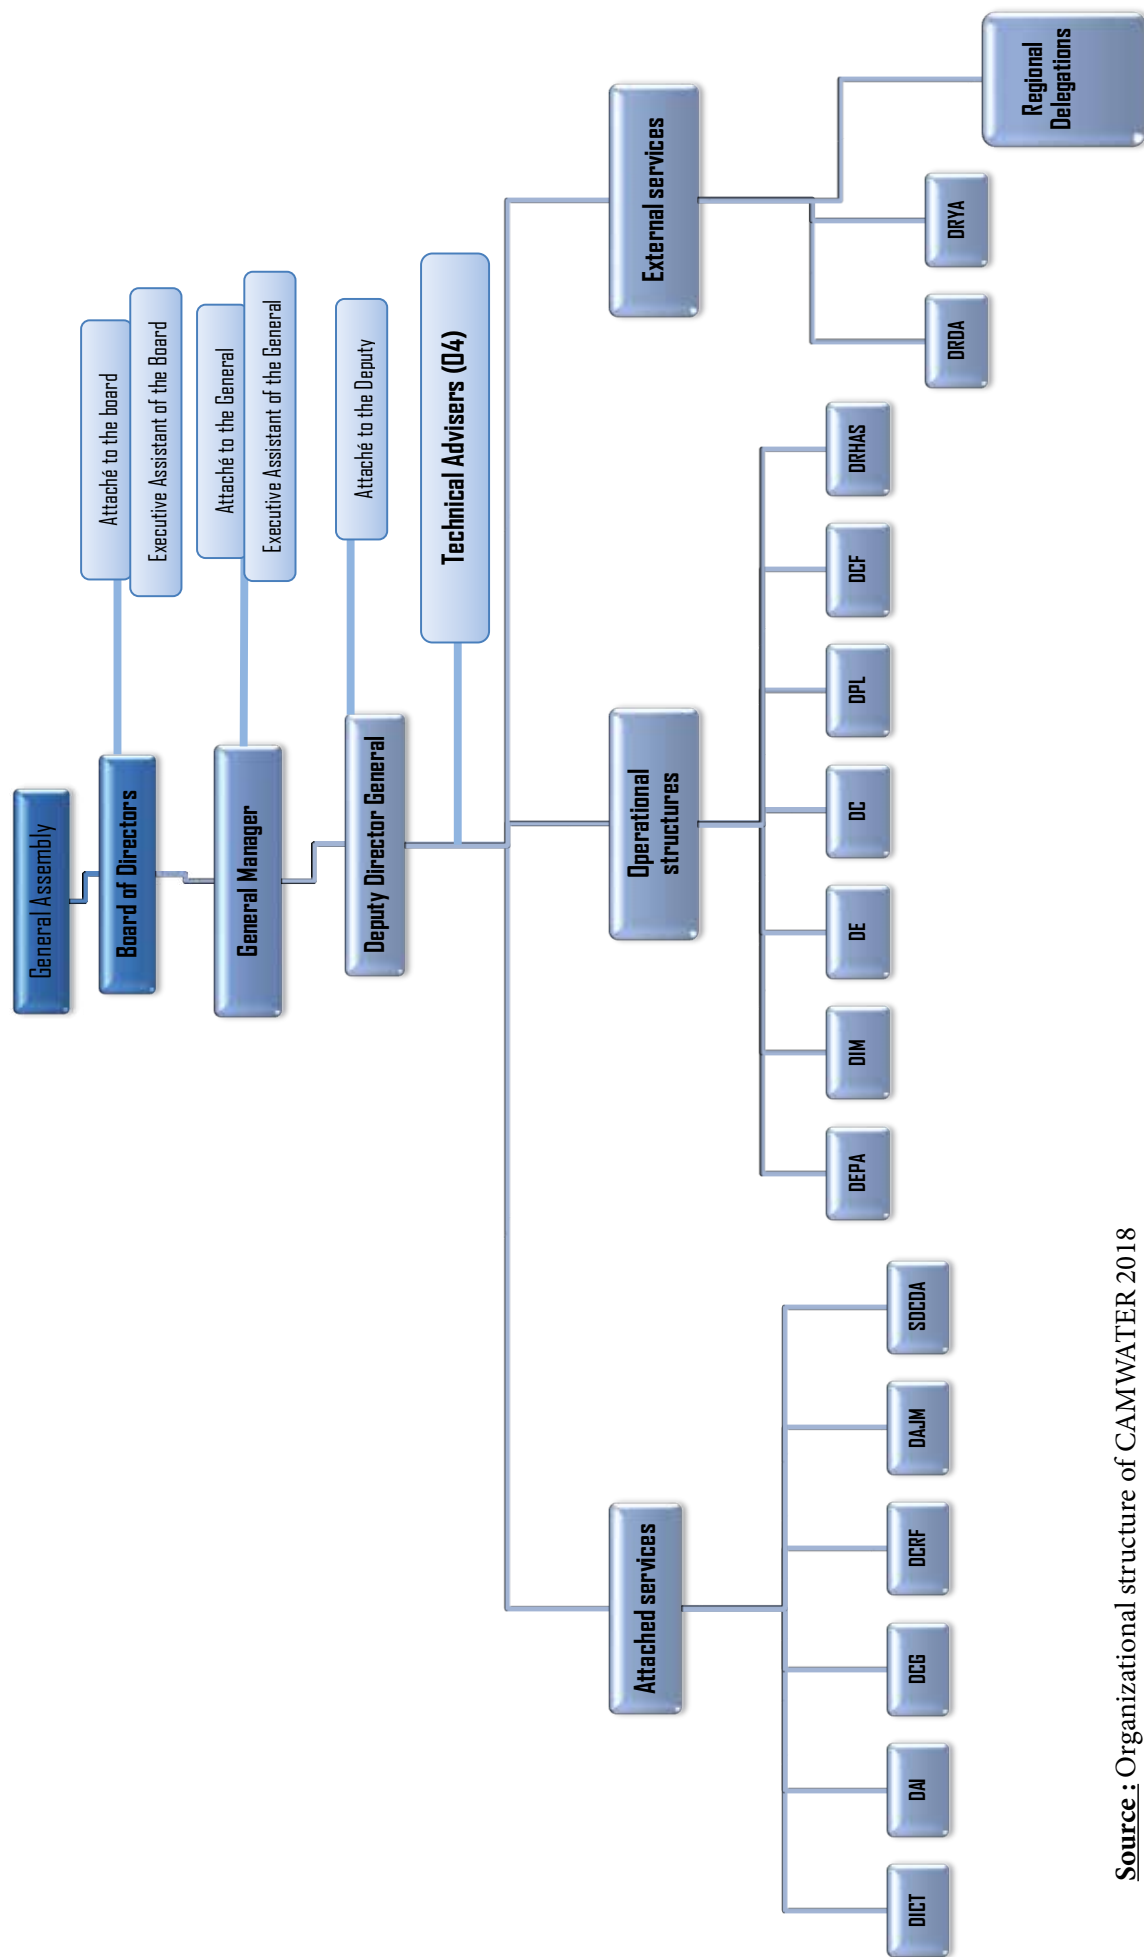 General Assembly
Board of Directors
Attaché to the board
Executive Assistant of the Board
General Manager
Attaché to the General
Executive Assistant of the General
Deputy Director General
Attaché to the Deputy
Technical Advisers (04)
Attached services
Operational
structures
External services
DICT
DAI
DCG
DCRF
DAJM
SDCDA
DEPA
DIM
DE
DC
DPL
DCF
DRHAS
DRDA
DRYA
Regional
Delegations
Source : Organizational structure of CAMWATER 2018